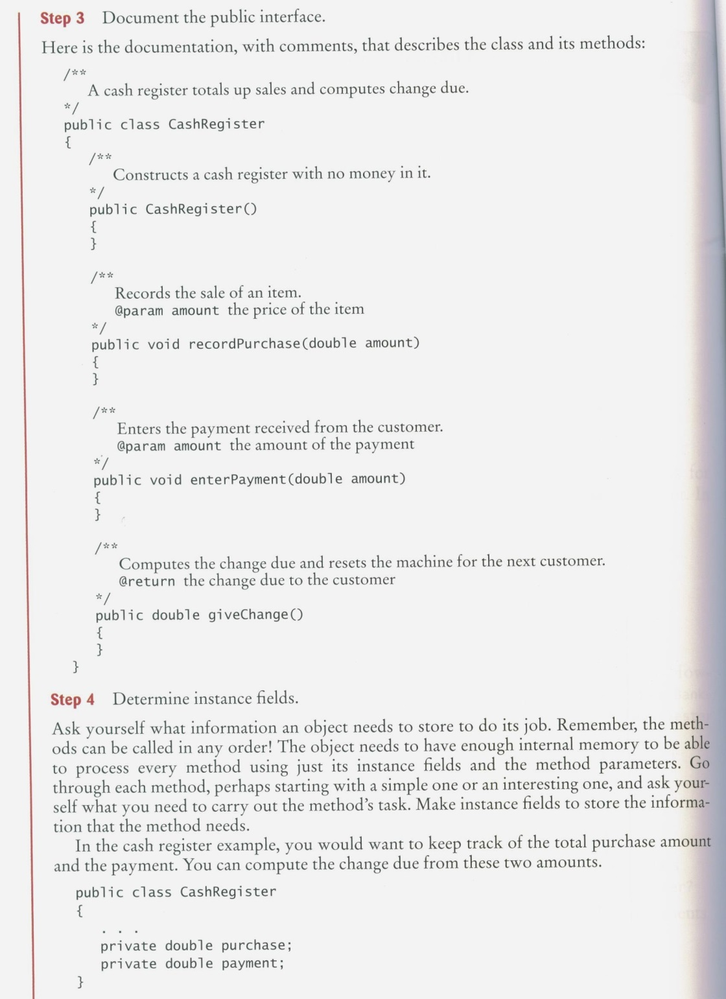 Step 3 Document the public interface.
Here is the documentation, with comments, that describes the class and its methods:
/**
A cash register totals up sales and computes change due.
*/
public class CashRegister
{
/**
Constructs a cash register with no money in it.
*/
public CashRegister()
{
}
/**
Records the sale of an item.
@param amount the price of the item
*/
public void recordPurchase(double amount)
{
}
/**
Enters the payment received from the customer.
@param amount the amount of the payment
*/
public void enterPayment(double amount)
{
}
/**
Computes the change due and resets the machine for the next customer.
@return the change due to the customer
*/
public double giveChange()
{
}
}
Step 4 Determine instance fields.
Ask yourself what information an object needs to store to do its job. Remember, the meth-
ods can be called in any order! The object needs to have enough internal memory to be able
to process every method using just its instance fields and the method parameters. Go
through each method, perhaps starting with a simple one or an interesting one, and ask your-
self what you need to carry out the method's task. Make instance fields to store the informa-
tion that the method needs.
In the cash register example, you would want to keep track of the total purchase amount
and the payment. You can compute the change due from these two amounts.
public class CashRegister
{
. . .
private double purchase;
private double payment;
}